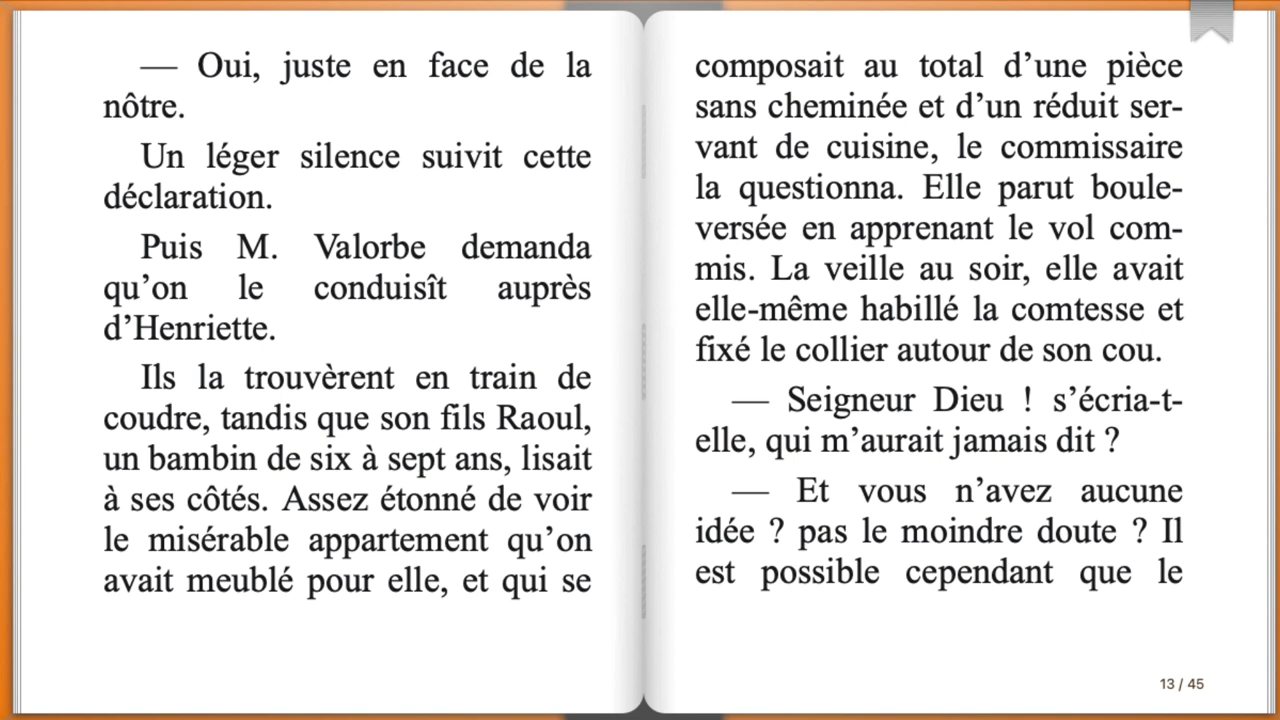 — Oui, juste en face de la
nôtre.
Un léger silence suivit cette
déclaration.
Puis M. Valorbe demanda
qu’on le conduisît auprès
d’Henriette.
Ils la trouvèrent en train de
coudre, tandis que son fils Raoul,
un bambin de six à sept ans, lisait
à ses côtés. Assez étonné de voir
le misérable appartement qu’on
avait meublé pour elle, et qui se
composait au total d’une pièce
sans cheminée et d’un réduit ser-
vant de cuisine, le commissaire
la questionna. Elle parut boule-
versée en apprenant le vol com-
mis. La veille au soir, elle avait
elle-même habillé la comtesse et
fixé le collier autour de son cou.
— Seigneur Dieu ! s’écria-t-
elle, qui m’aurait jamais dit ?
— Et vous n’avez aucune
idée ? pas le moindre doute ? Il
est possible cependant que le
13 / 45